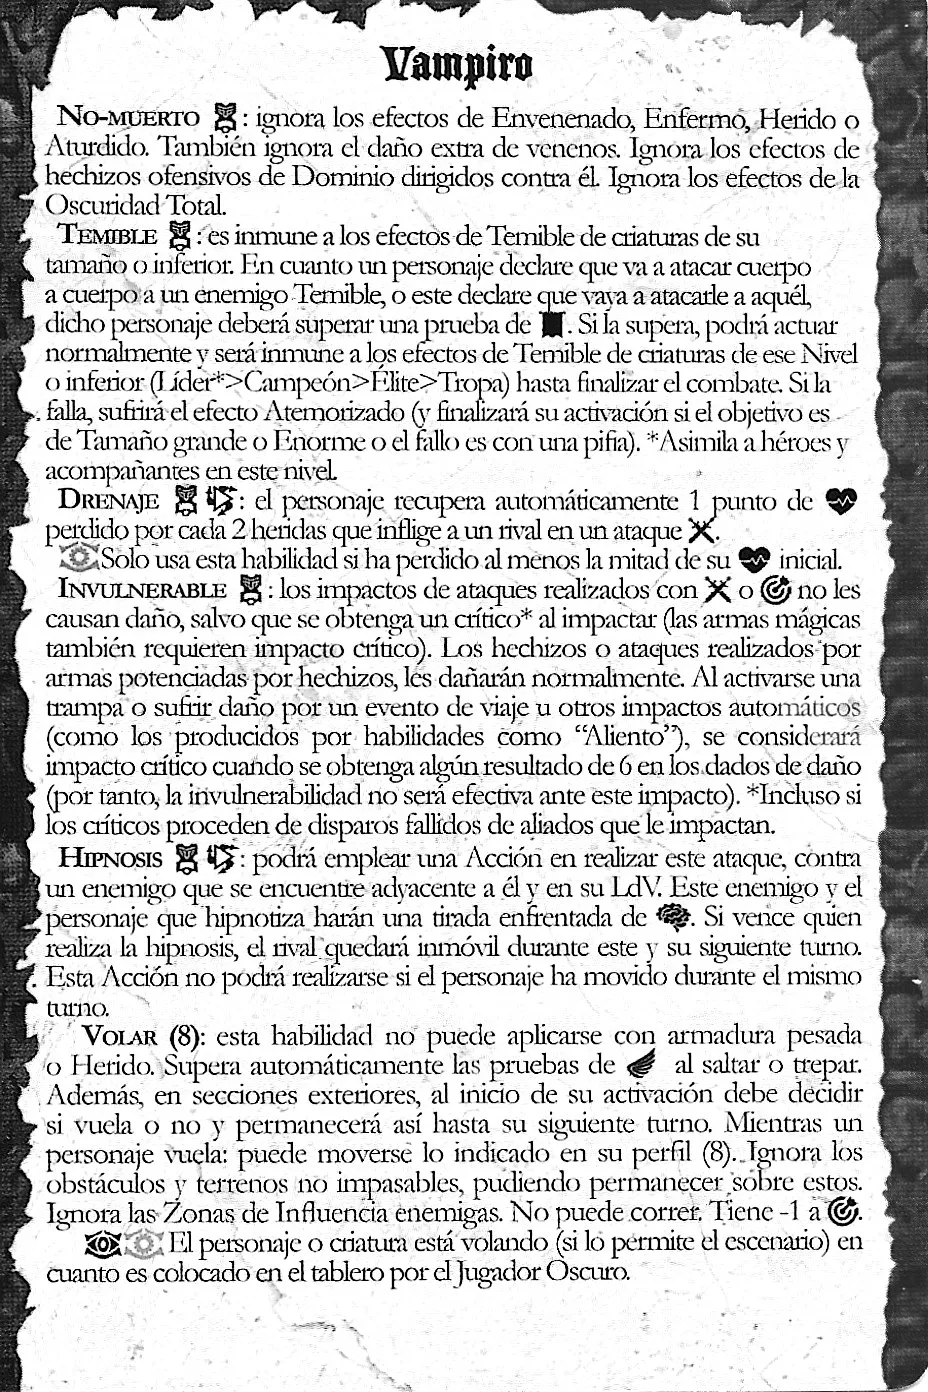 Vampiro
No-muerto : ignora los efectos de Envenenado, Enfermo, Herido o
Aturdido. También ignora el daño extra de venenos. Ignora los efectos de
hechizos ofensivos de Dominio dirigidos contra él. Ignora los efectos de la
Oscuridad Total.
Temible : es inmune a los efectos de Temible de criaturas de su
tamaño o inferior. En cuanto un personaje declare que va a atacar cuerpo
a cuerpo a un enemigo Temible, o este declare que vaya a atacarle a aquél,
dicho personaje deberá superar una prueba de . Si la supera, podrá actuar
normalmente y será inmune a los efectos de Temible de criaturas de ese Nivel
o inferior (Líder*>Campeón>Élite>Tropa) hasta finalizar el combate. Si la
falla, sufrirá el efecto Atemorizado (y finalizará su activación si el objetivo es
de Tamaño grande o Enorme o el fallo es con una pifia). *Asimila a héroes y
acompañantes en este nivel.
Drenaje : el personaje recupera automáticamente 1 punto de
perdido por cada 2 heridas que inflige a un rival en un ataque .
Solo usa esta habilidad si ha perdido al menos la mitad de su inicial.
Invulnerable : los impactos de ataques realizados con o no les
causan daño, salvo que se obtenga un crítico* al impactar (las armas mágicas
también requieren impacto crítico). Los hechizos o ataques realizados por
armas potenciadas por hechizos, les dañarán normalmente. Al activarse una
trampa o sufrir daño por un evento de viaje u otros impactos automáticos
(como los producidos por habilidades como “Aliento”), se considerará
impacto crítico cuando se obtenga algún resultado de 6 en los dados de daño
(por tanto, la invulnerabilidad no será efectiva ante este impacto). *Incluso si
los críticos proceden de disparos fallidos de aliados que le impactan.
Hipnosis : podrá emplear una Acción en realizar este ataque, contra
un enemigo que se encuentre adyacente a él y en su LdV. Este enemigo y el
personaje que hipnotiza harán una tirada enfrentada de . Si vence quien
realiza la hipnosis, el rival quedará inmóvil durante este y su siguiente turno.
Esta Acción no podrá realizarse si el personaje ha movido durante el mismo
turno.
Volar (8): esta habilidad no puede aplicarse con armadura pesada
o Herido. Supera automáticamente las pruebas de al saltar o trepar.
Además, en secciones exteriores, al inicio de su activación debe decidir
si vuela o no y permanecerá así hasta su siguiente turno. Mientras un
personaje vuela: puede moverse lo indicado en su perfil (8). Ignora los
obstáculos y terrenos no impasables, pudiendo permanecer sobre estos.
Ignora las Zonas de Influencia enemigas. No puede correr. Tiene -1 a .
El personaje o criatura está volando (si lo permite el escenario) en
cuanto es colocado en el tablero por el Jugador Oscuro.